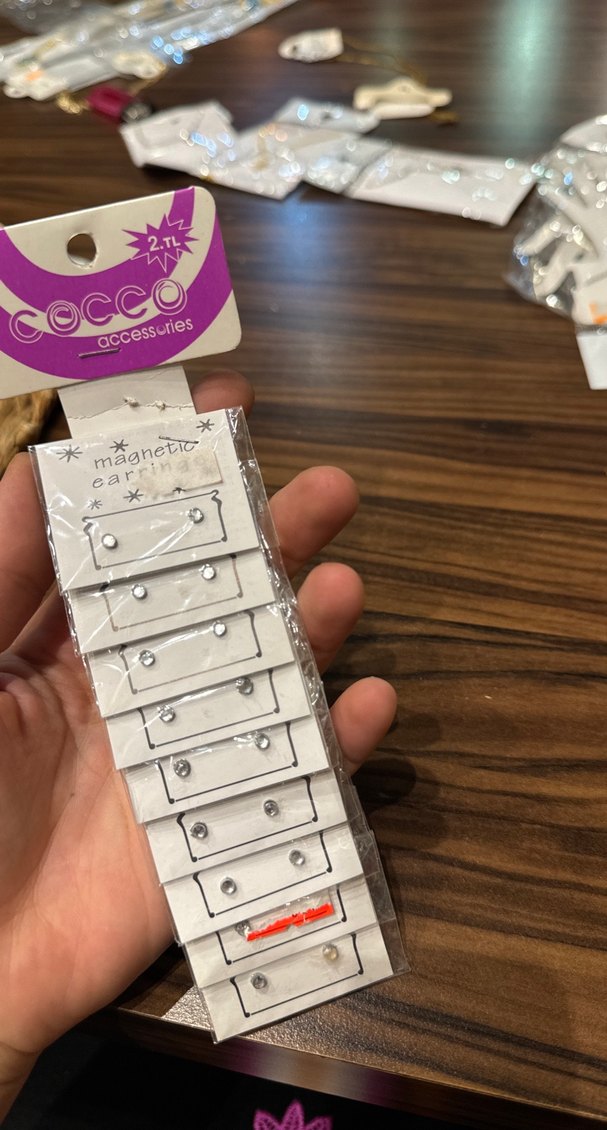 2.TL
COCCO
accessories
magnetic
earrings